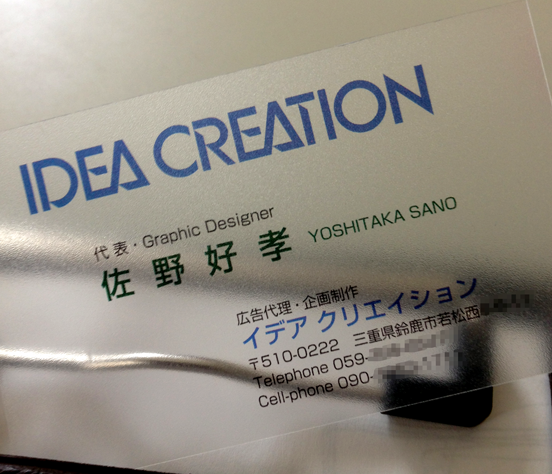 IDEA CREATION
代表・Graphic Designer
佐野好孝 YOSHITAKA SANO
広告代理・企画制作
イデア クリエイション
〒510-0222 三重県鈴鹿市若松西
Telephone 059-
Cell-phone 090-